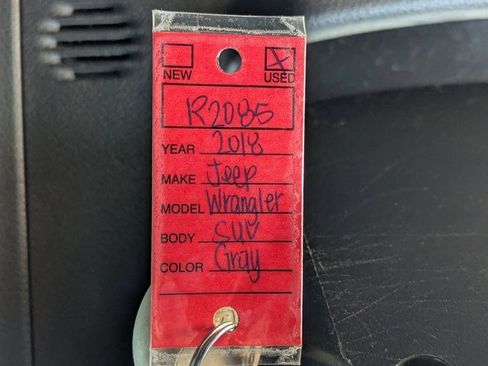 NEW USED
R2085
YEAR 2018
MAKE Jeep
MODEL Wrangler
BODY SUV
COLOR Gray